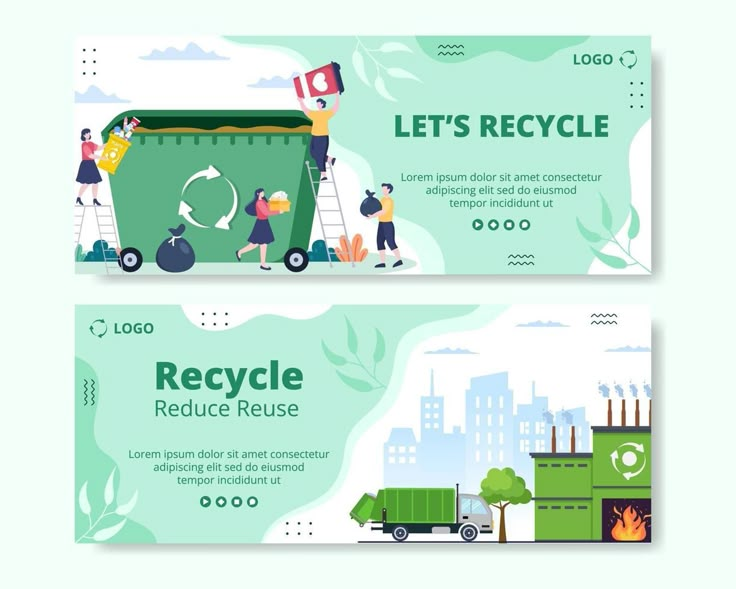 LOGO
LET'S RECYCLE
Lorem ipsum dolor sit amet consectetur
adipiscing elit sed do eiusmod
tempor incididunt ut
LOGO
Recycle
Reduce Reuse
Lorem ipsum dolor sit amet consectetur
adipiscing elit sed do eiusmod
tempor incididunt ut